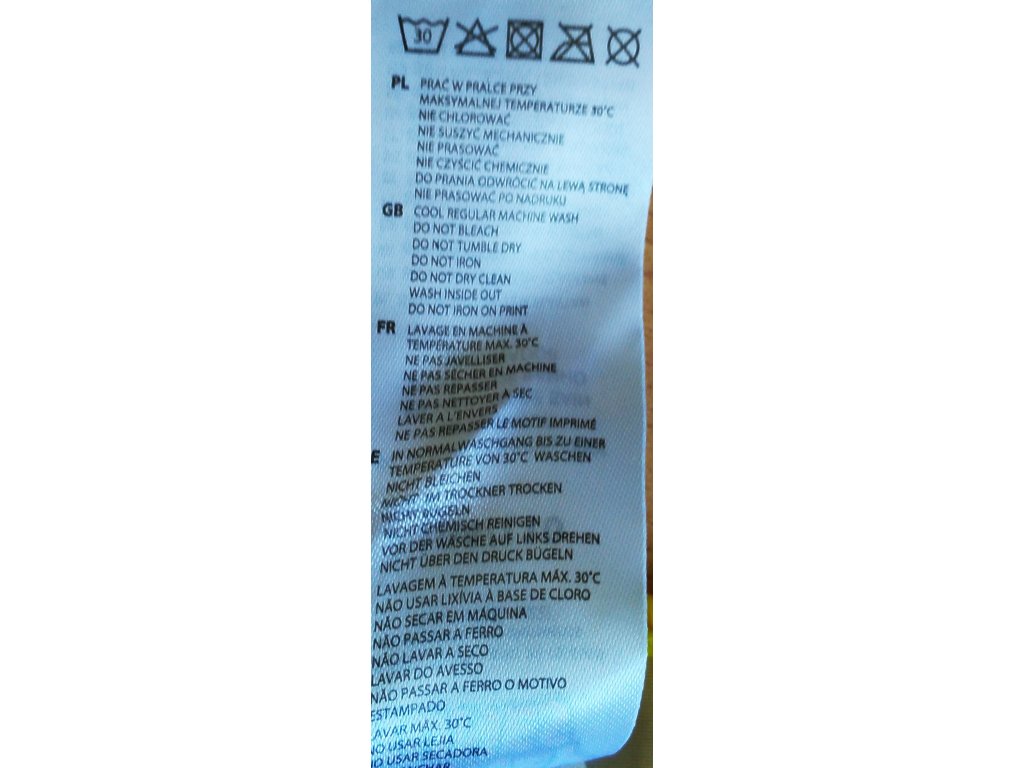 30
PL PRAĆ W PRALCE PRZY
MAKSYMALNEJ TEMPERATURZE 30°C
NIE CHLOROWAĆ
NIE SUSZYĆ MECHANICZNIE
NIE PRASOWAĆ
NIE CZYŚCIĆ CHEMICZNIE
DO PRANIA ODWRÓCIĆ NA LEWĄ STRONĘ
NIE PRASOWAĆ PO NADRUKU
GB COOL REGULAR MACHINE WASH
DO NOT BLEACH
DO NOT TUMBLE DRY
DO NOT IRON
DO NOT DRY CLEAN
WASH INSIDE OUT
DO NOT IRON ON PRINT
FR LAVAGE EN MACHINE À
TEMPÉRATURE MAX. 30°C
NE PAS JAVELLISER
NE PAS SÉCHER EN MACHINE
NE PAS REPASSER
NE PAS NETTOYER A SEC
LAVER A L'ENVERS
NE PAS REPASSER LE MOTIF IMPRIMÉ
E IN NORMALWASCHGANG BIS ZU EINER
TEMPERATURE VON 30°C WASCHEN
NICHT BLEICHEN
NICHT IM TROCKNER TROCKEN
NICHT BÜGELN
NICHT CHEMISCH REINIGEN
VOR DER WÄSCHE AUF LINKS DREHEN
NICHT ÜBER DEN DRUCK BÜGELN
LAVAGEM À TEMPERATURA MÁX. 30°C
NÃO USAR LIXÍVIA À BASE DE CLORO
NÃO SECAR EM MÁQUINA
NÃO PASSAR A FERRO
NÃO LAVAR A SECO
LAVAR DO AVESSO
NÃO PASSAR A FERRO O MOTIVO
ESTAMPADO
LAVAR MÁX. 30°C
NO USAR LEJIA
NO USAR SECADORA